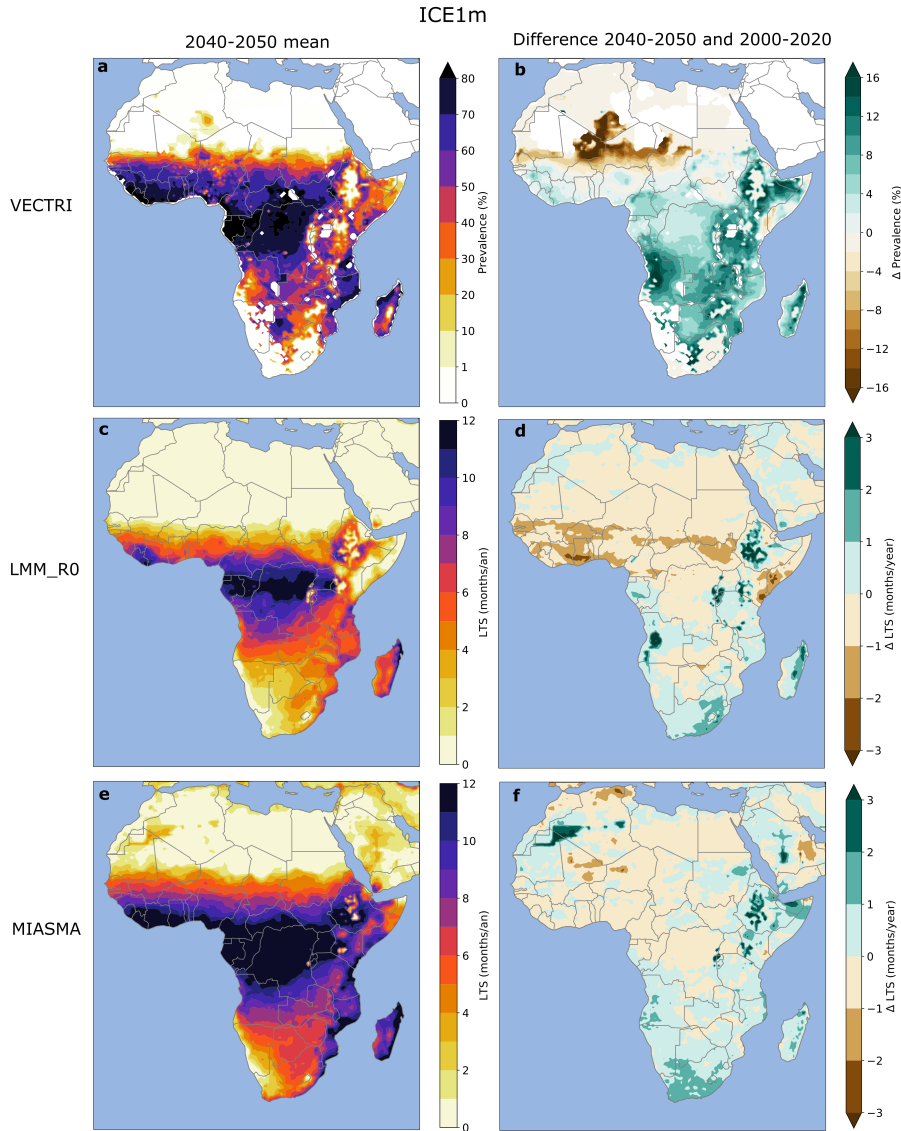 ICE1m
2040-2050 mean
Difference 2040-2050 and 2000-2020
VECTRI
a
80
70
60
50
40
30
20
10
1
0
Prevalence (%)
b
16
12
8
4
0
−4
−8
−12
−16
Δ Prevalence (%)
LMM_R0
c
12
10
8
6
4
2
0
LTS (months/an)
d
3
2
1
0
−1
−2
−3
Δ LTS (months/year)
MIASMA
e
12
10
8
6
4
2
0
LTS (months/an)
f
3
2
1
0
−1
−2
−3
Δ LTS (months/year)